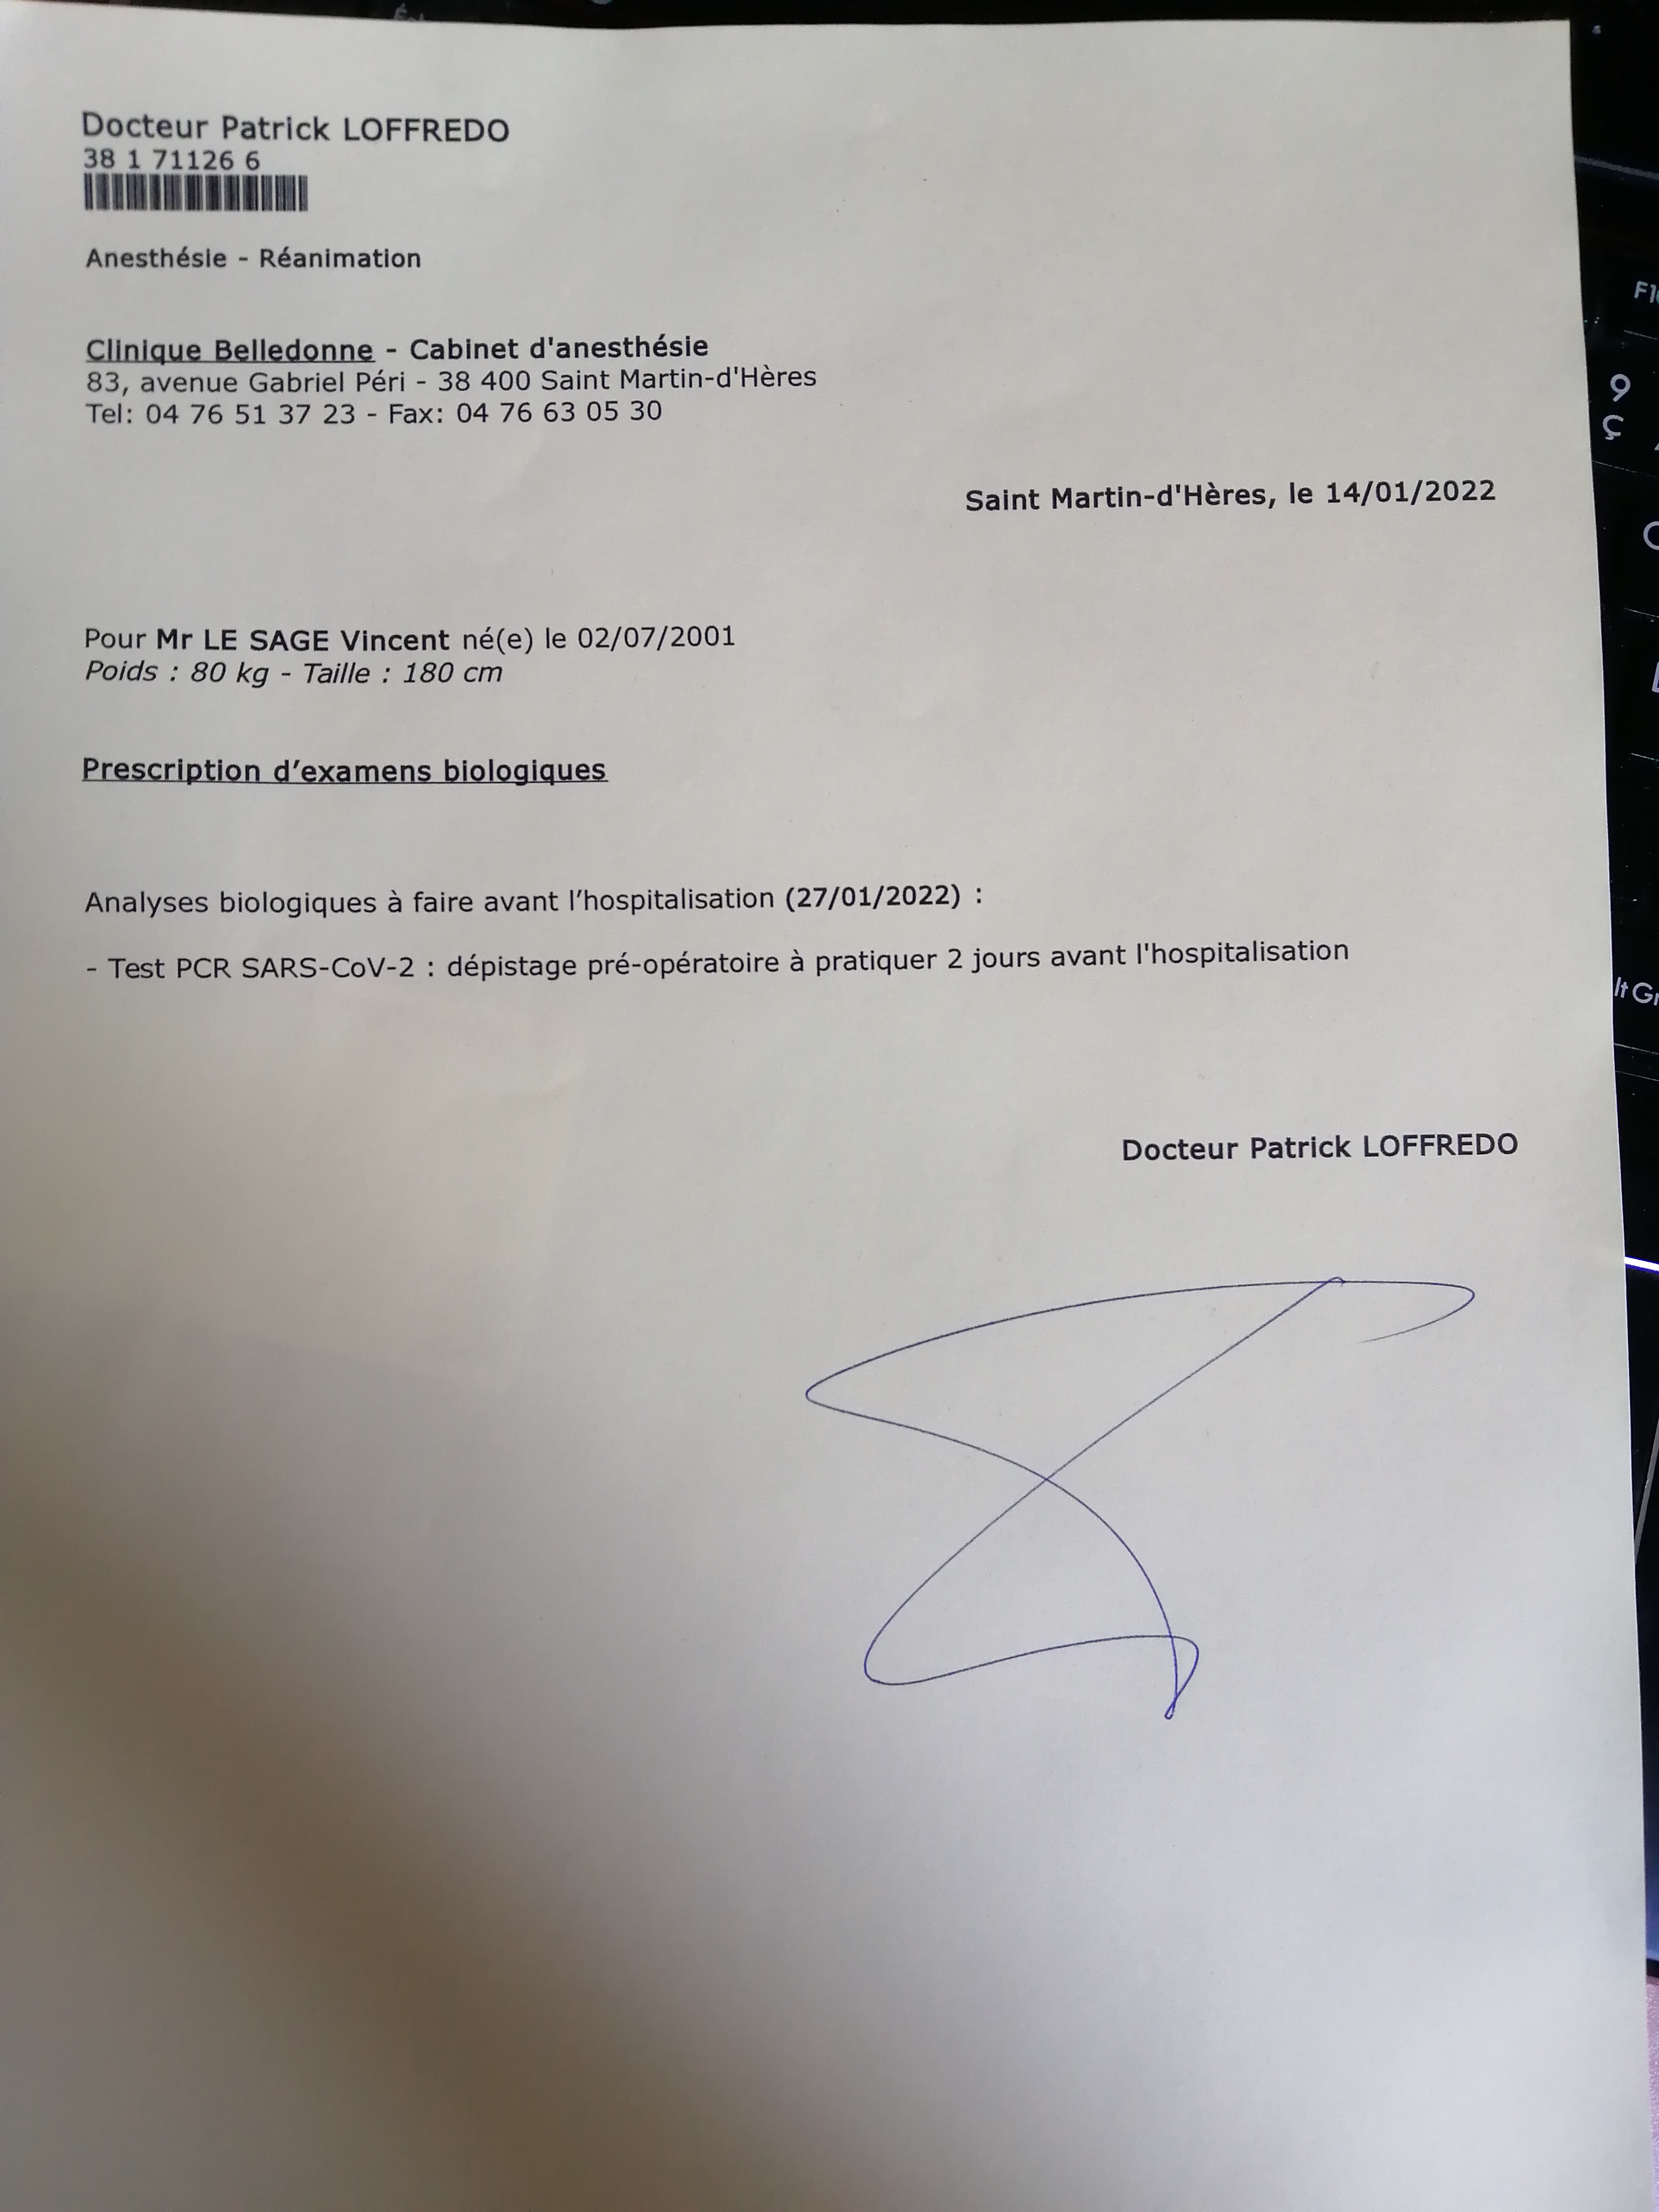 Docteur Patrick LOFFREDO
38 1 71126 6
Anesthésie - Réanimation
Clinique Belledonne - Cabinet d'anesthésie
83, avenue Gabriel Péri - 38 400 Saint Martin-d'Hères
Tel: 04 76 51 37 23 - Fax: 04 76 63 05 30
Saint Martin-d'Hères, le 14/01/2022
Pour Mr LE SAGE Vincent né(e) le 02/07/2001
Poids : 80 kg - Taille : 180 cm
Prescription d’examens biologiques
Analyses biologiques à faire avant l’hospitalisation (27/01/2022) :
- Test PCR SARS-CoV-2 : dépistage pré-opératoire à pratiquer 2 jours avant l'hospitalisation
Docteur Patrick LOFFREDO
9
Ç